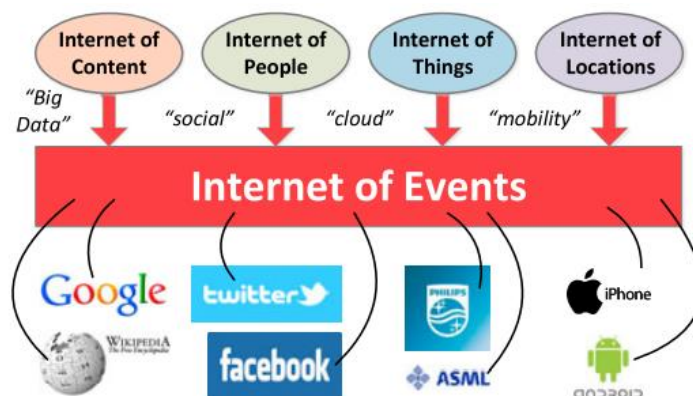 Internet of
Content
Internet of
People
Internet of
Things
Internet of
Locations
“Big
Data”
“social”
“cloud”
“mobility”
Internet of Events
Google
twitter
PHILIPS
iPhone
WIKIPEDIA
The Free Encyclopedia
facebook
ASML
ANDROID